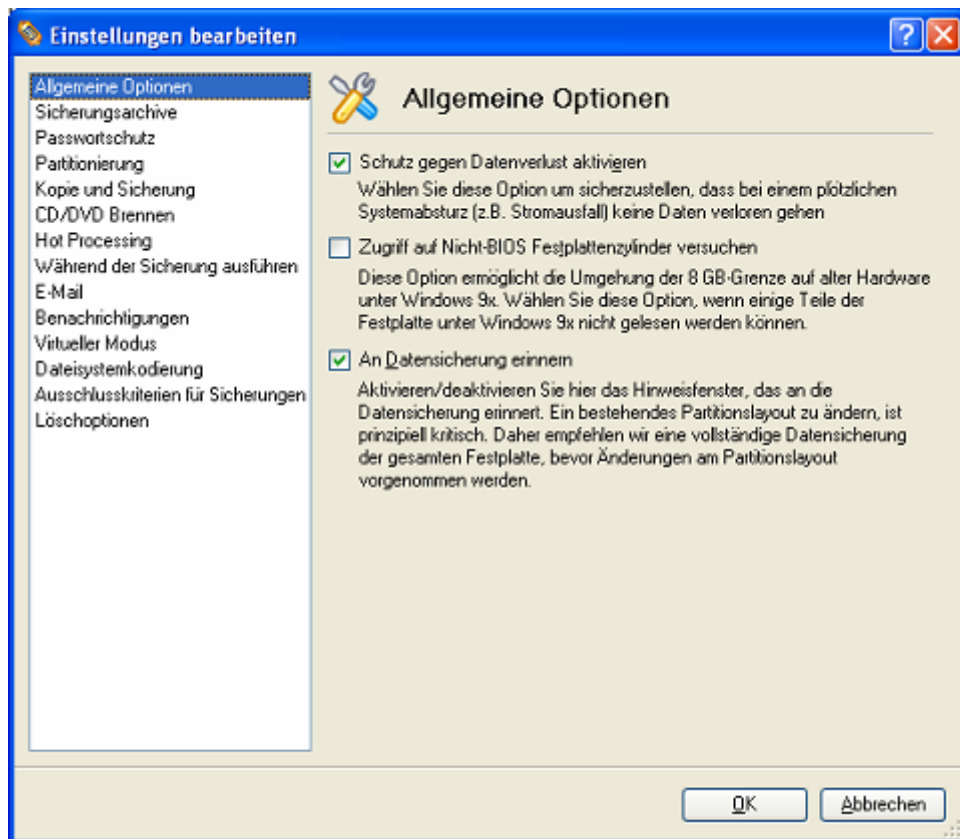 Einstellungen bearbeiten
Allgemeine Optionen
Sicherungsarchive
Passwortschutz
Partitionierung
Kopie und Sicherung
CD/DVD Brennen
Hot Processing
Während der Sicherung ausführen
E-Mail
Benachrichtigungen
Virtueller Modus
Dateisystemkodierung
Ausschlusskriterien für Sicherungen
Löschoptionen
Allgemeine Optionen
Schutz gegen Datenverlust aktivieren
Wählen Sie diese Option um sicherzustellen, dass bei einem plötzlichen
Systemabsturz (z.B. Stromausfall) keine Daten verloren gehen
Zugriff auf Nicht-BIOS Festplattenzylinder versuchen
Diese Option ermöglicht die Umgehung der 8 GB-Grenze auf alter Hardware
unter Windows 9x. Wählen Sie diese Option, wenn einige Teile der
Festplatte unter Windows 9x nicht gelesen werden können.
An Datensicherung erinnern
Aktivieren/deaktivieren Sie hier das Hinweisfenster, das an die
Datensicherung erinnert. Ein bestehendes Partitionslayout zu ändern, ist
prinzipiell kritisch. Daher empfehlen wir eine vollständige Datensicherung
der gesamten Festplatte, bevor Änderungen am Partitionslayout
vorgenommen werden.
OK
Abbrechen